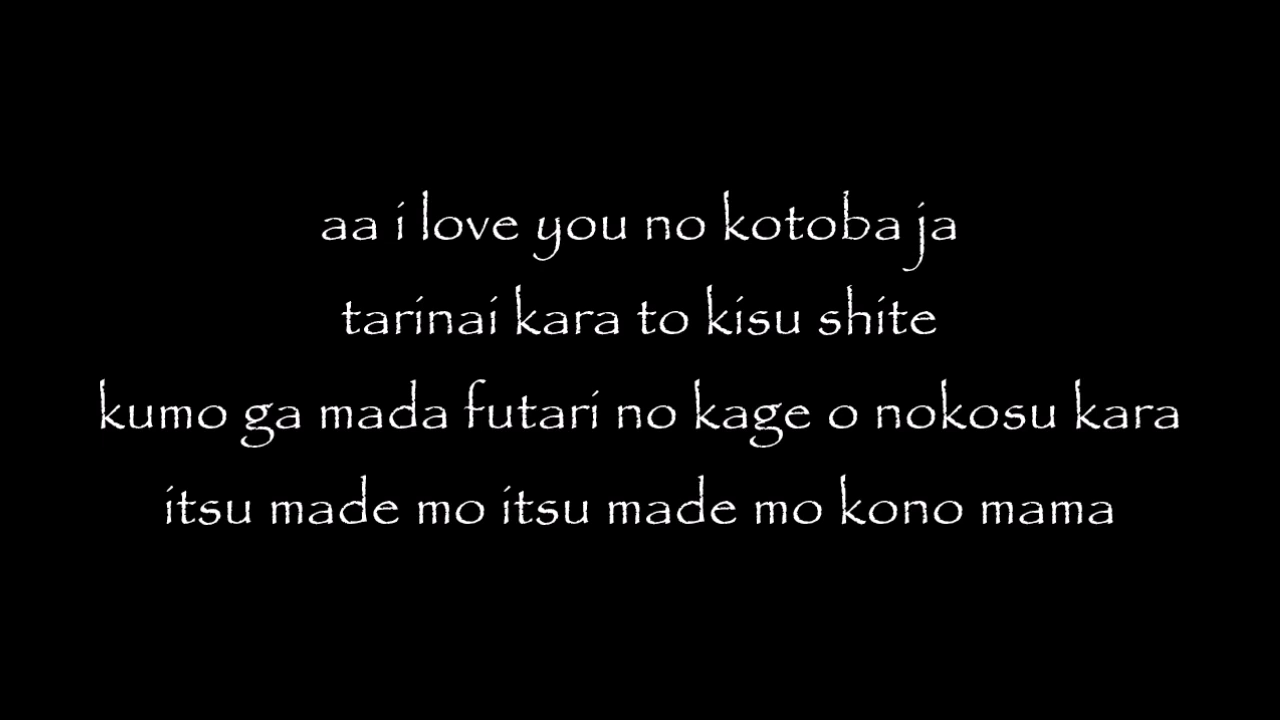 aa i love you no kotoba ja
tarinai kara to kisu shite
kumo ga mada futari no kage o nokosu kara
itsu made mo itsu made mo kono mama